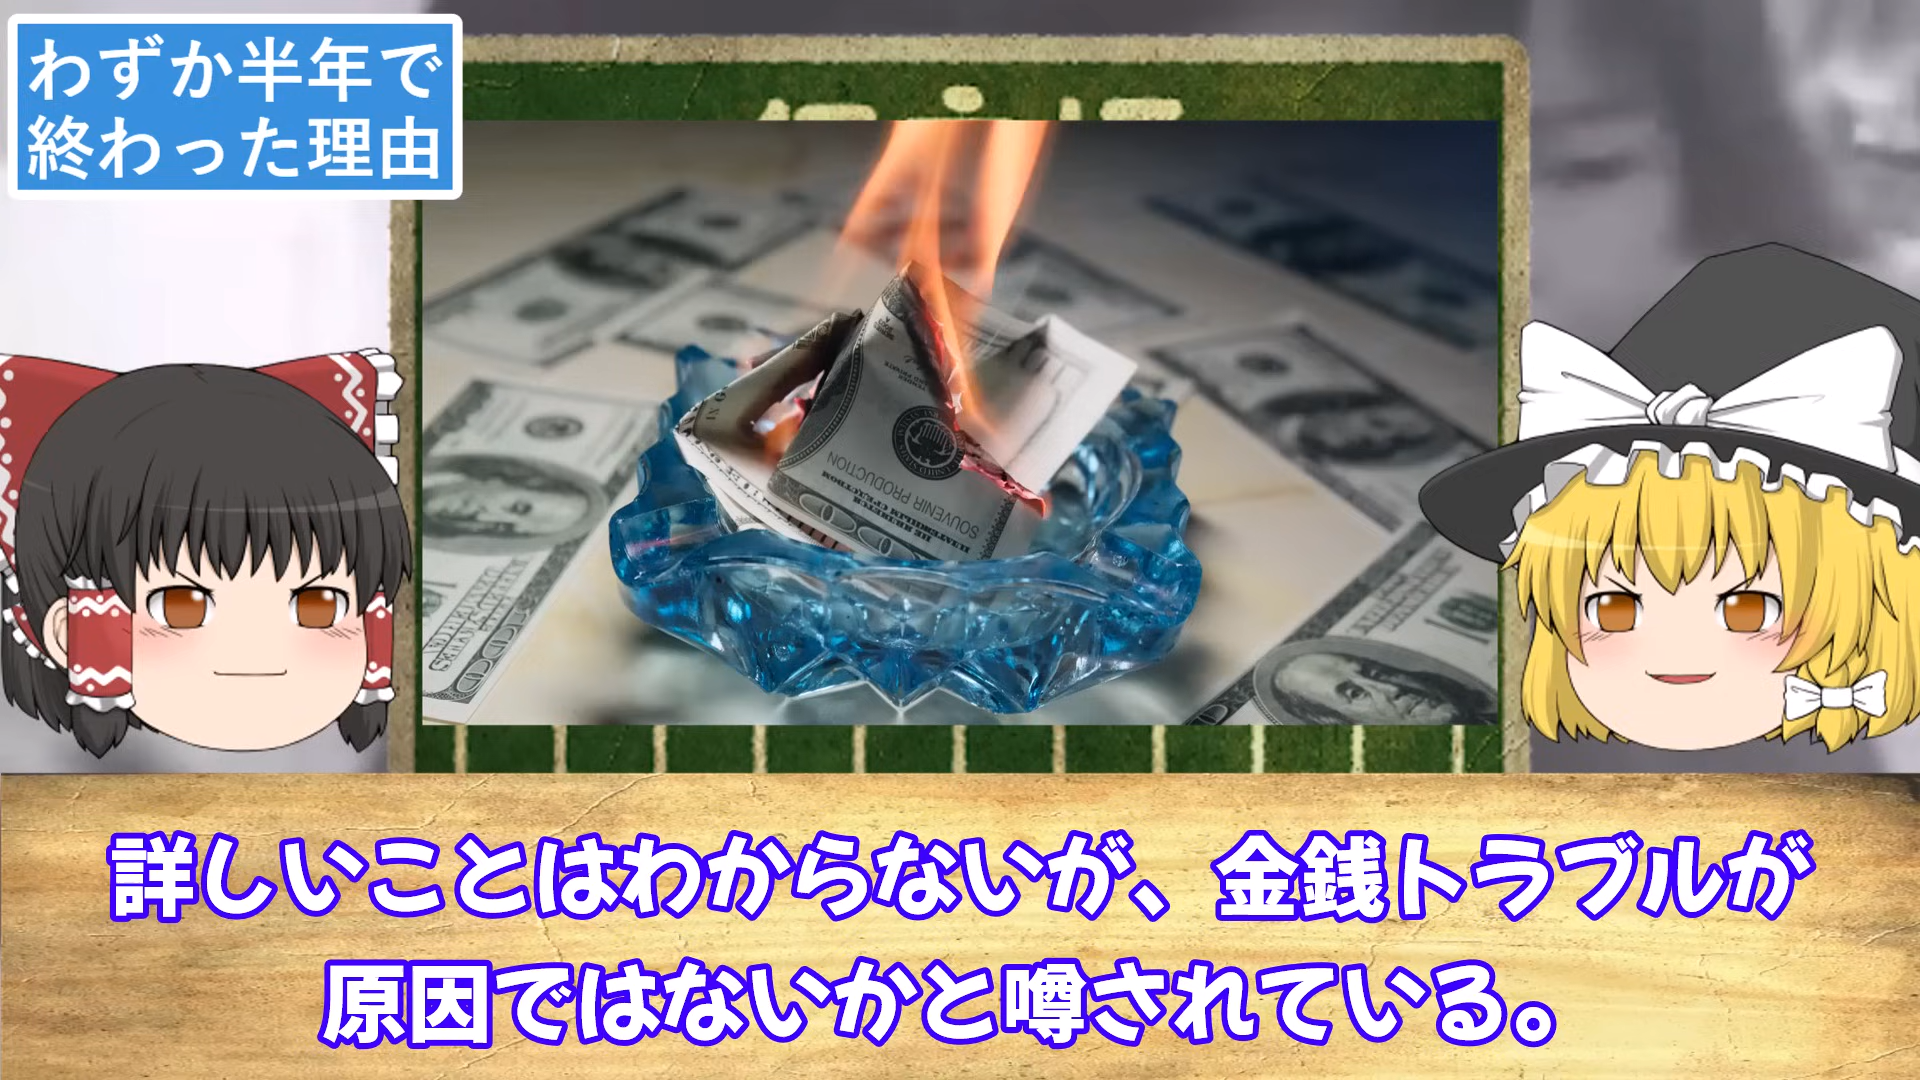 わずか半年で
終わった理由
SOUVENIR PRODUCTION
詳しいことはわからないが、金銭トラブルが
原因ではないかと噂されている。